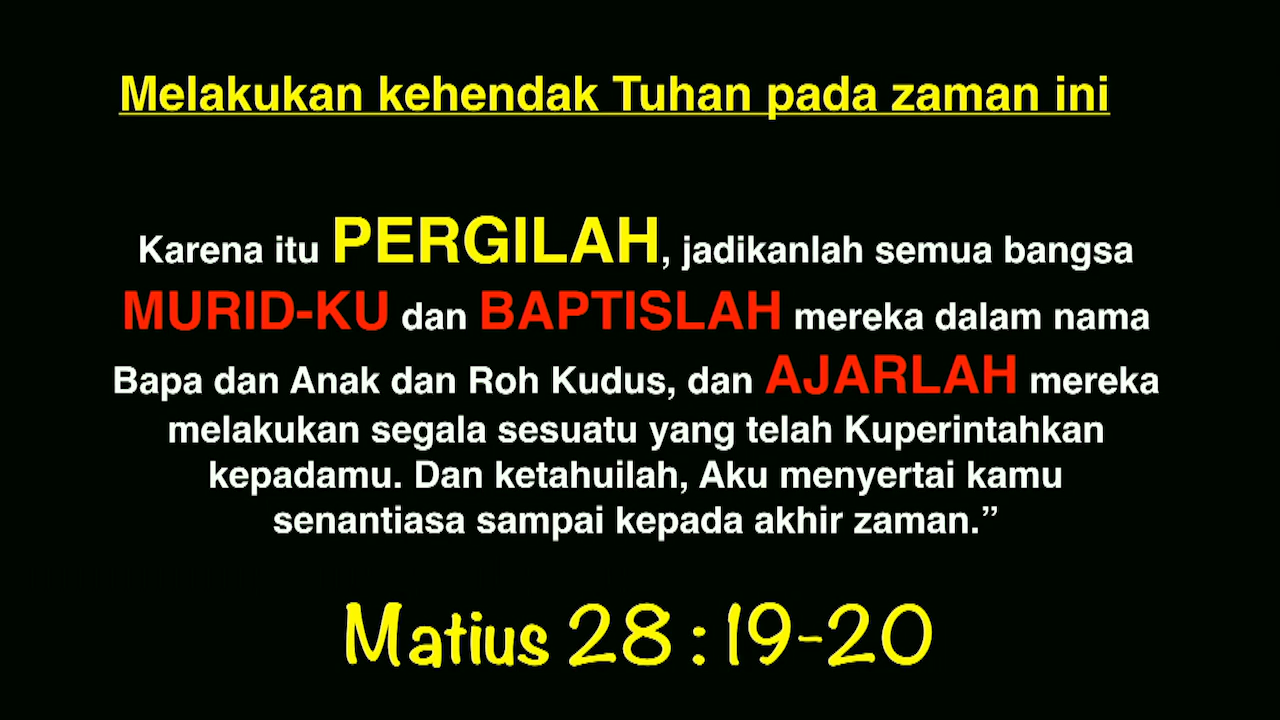 Melakukan kehendak Tuhan pada zaman ini
Karena itu PERGILAH, jadikanlah semua bangsa
MURID-KU dan BAPTISLAH mereka dalam nama
Bapa dan Anak dan Roh Kudus, dan AJARLAH mereka
melakukan segala sesuatu yang telah Kuperintahkan
kepadamu. Dan ketahuilah, Aku menyertai kamu
senantiasa sampai kepada akhir zaman.”
Matius 28 : 19-20